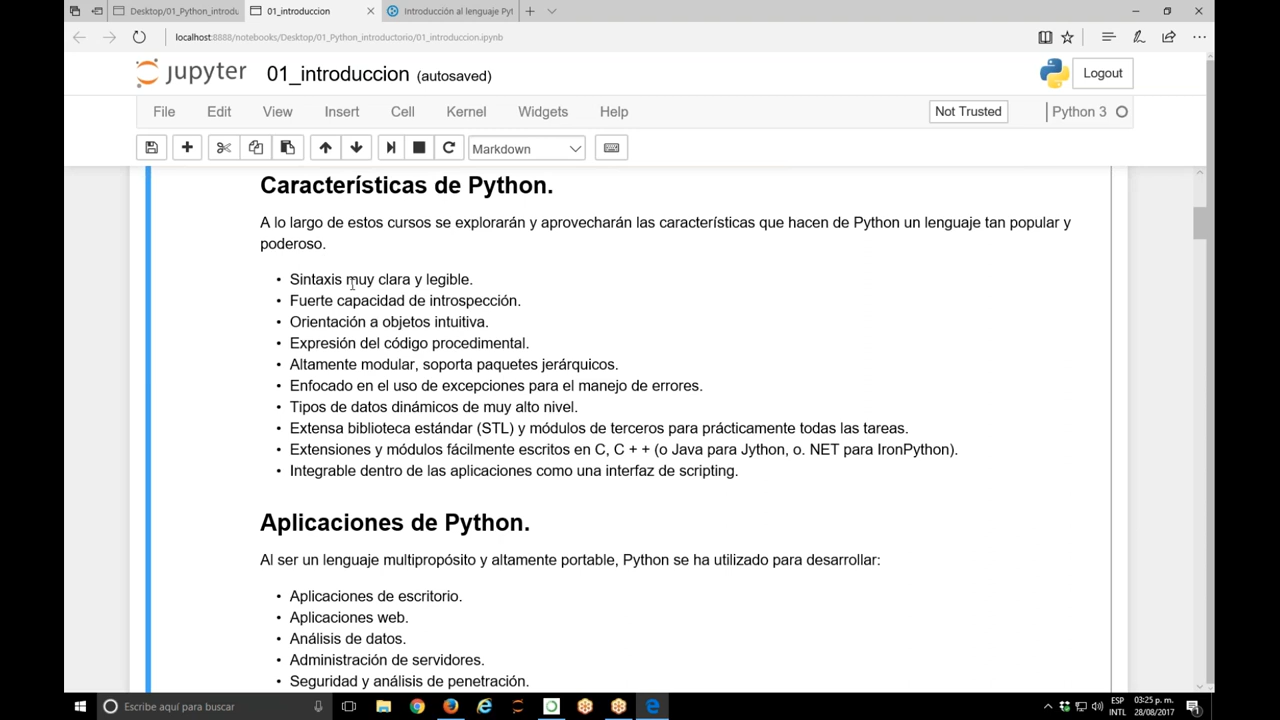 Desktop/01_Python_introdu
01_introduccion
Introducción al lenguaje Pyt
localhost:8888/notebooks/Desktop/01_Python_introductorio/01_introduccion.ipynb
jupyter 01_introduccion (autosaved)
Logout
File Edit View Insert Cell Kernel Widgets Help
Not Trusted
Python 3
Markdown
Características de Python.
A lo largo de estos cursos se explorarán y aprovecharán las características que hacen de Python un lenguaje tan popular y
poderoso.
• Sintaxis muy clara y legible.
• Fuerte capacidad de introspección.
• Orientación a objetos intuitiva.
• Expresión del código procedimental.
• Altamente modular, soporta paquetes jerárquicos.
• Enfocado en el uso de excepciones para el manejo de errores.
• Tipos de datos dinámicos de muy alto nivel.
• Extensa biblioteca estándar (STL) y módulos de terceros para prácticamente todas las tareas.
• Extensiones y módulos fácilmente escritos en C, C + + (o Java para Jython, o. NET para IronPython).
• Integrable dentro de las aplicaciones como una interfaz de scripting.
Aplicaciones de Python.
Al ser un lenguaje multipropósito y altamente portable, Python se ha utilizado para desarrollar:
• Aplicaciones de escritorio.
• Aplicaciones web.
• Análisis de datos.
• Administración de servidores.
• Seguridad y análisis de penetración.
Escribe aquí para buscar
ESP
INTL
03:25 p. m.
28/08/2017